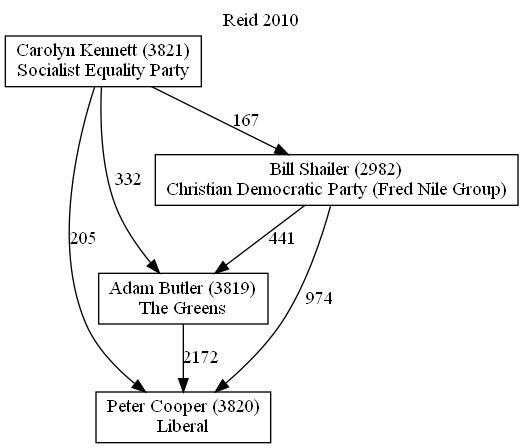 Reid 2010
Carolyn Kennett (3821)
Socialist Equality Party
167
Bill Shailer (2982)
Christian Democratic Party (Fred Nile Group)
332
205
441
Adam Butler (3819)
The Greens
974
2172
Peter Cooper (3820)
Liberal